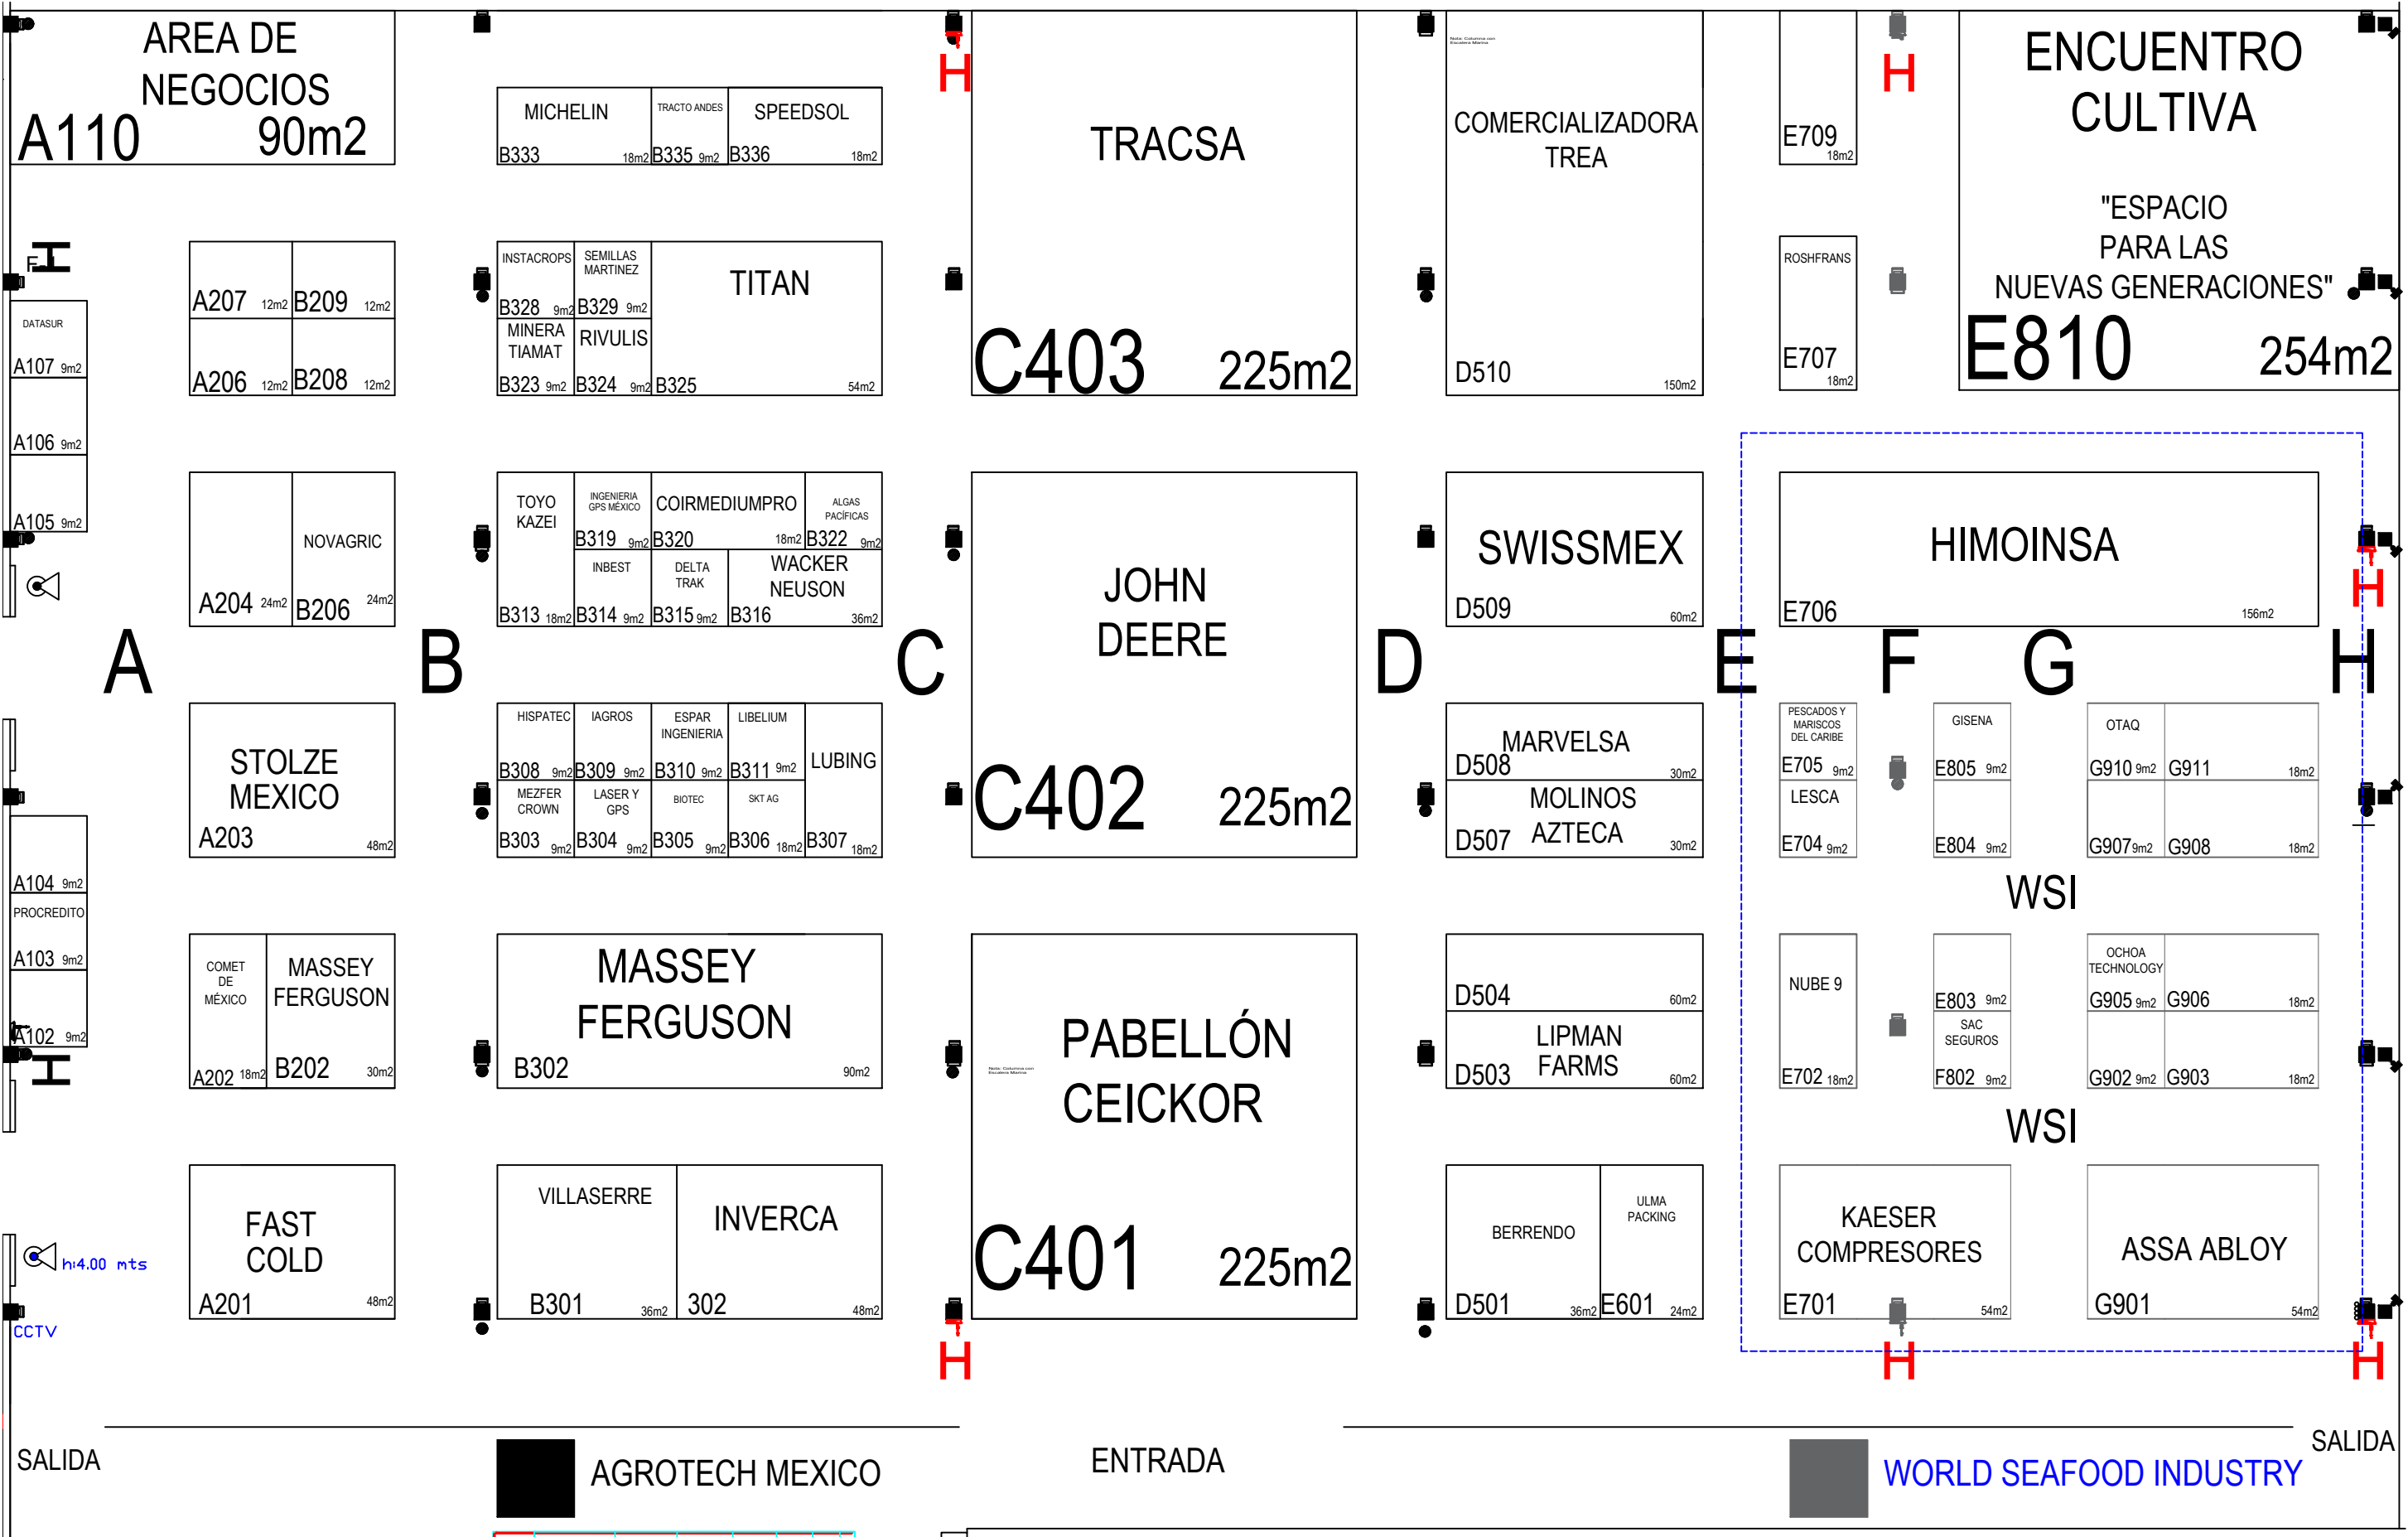 AREA DE
NEGOCIOS
A110 90m2
MICHELIN
B333 18m2
TRACTO ANDES
B335 9m2
SPEEDSOL
B336 18m2
H
TRACSA
C403 225m2
Nota: Columna con
Escalera Marina
COMERCIALIZADORA
TREA
D510 150m2
E709
18m2
H
ENCUENTRO
CULTIVA
"ESPACIO
PARA LAS
NUEVAS GENERACIONES"
E810 254m2
H
DATASUR
A107 9m2
A106 9m2
A105 9m2
A207 12m2
B209 12m2
A206 12m2
B208 12m2
INSTACROPS
B328 9m2
SEMILLAS
MARTINEZ
B329 9m2
MINERA
TIAMAT
B323 9m2
RIVULIS
B324 9m2
TITAN
B325 54m2
ROSHFRANS
E707
18m2
A204 24m2
NOVAGRIC
B206 24m2
TOYO
KAZEI
B313 18m2
INGENIERIA
GPS MÉXICO
B319 9m2
COIRMEDIUMPRO
B320 18m2
ALGAS
PACÍFICAS
B322 9m2
INBEST
B314 9m2
DELTA
TRAK
B315 9m2
WACKER
NEUSON
B316 36m2
JOHN
DEERE
C402 225m2
SWISSMEX
D509 60m2
HIMOINSA
E706 156m2
H
A B C D E F G H
STOLZE
MEXICO
A203 48m2
HISPATEC
B308 9m2
IAGROS
B309 9m2
ESPAR
INGENIERIA
B310 9m2
LIBELIUM
B311 9m2
LUBING
B307 18m2
MEZFER
CROWN
B303 9m2
LASER Y
GPS
B304 9m2
BIOTEC
B305 9m2
SKT AG
B306 18m2
MARVELSA
D508 30m2
MOLINOS
AZTECA
D507 30m2
PESCADOS Y
MARISCOS
DEL CARIBE
E705 9m2
LESCA
E704 9m2
GISENA
E805 9m2
E804 9m2
OTAQ
G910 9m2
G911 18m2
G907 9m2
G908 18m2
WSI
A104 9m2
PROCREDITO
A103 9m2
A102 9m2
H
COMET
DE
MÉXICO
A202 18m2
MASSEY
FERGUSON
B202 30m2
MASSEY
FERGUSON
B302 90m2
PABELLÓN
CEICKOR
Nota: Columna con
Escalera Marina
C401 225m2
D504 60m2
LIPMAN
FARMS
D503 60m2
NUBE 9
E702 18m2
E803 9m2
SAC
SEGUROS
F802 9m2
OCHOA
TECHNOLOGY
G905 9m2
G906 18m2
G902 9m2
G903 18m2
WSI
h:4.00 mts
CCTV
FAST
COLD
A201 48m2
VILLASERRE
B301 36m2
INVERCA
302 48m2
BERRENDO
D501 36m2
ULMA
PACKING
E601 24m2
KAESER
COMPRESORES
E701 54m2
ASSA ABLOY
G901 54m2
H H H
SALIDA
AGROTECH MEXICO
ENTRADA
WORLD SEAFOOD INDUSTRY
SALIDA